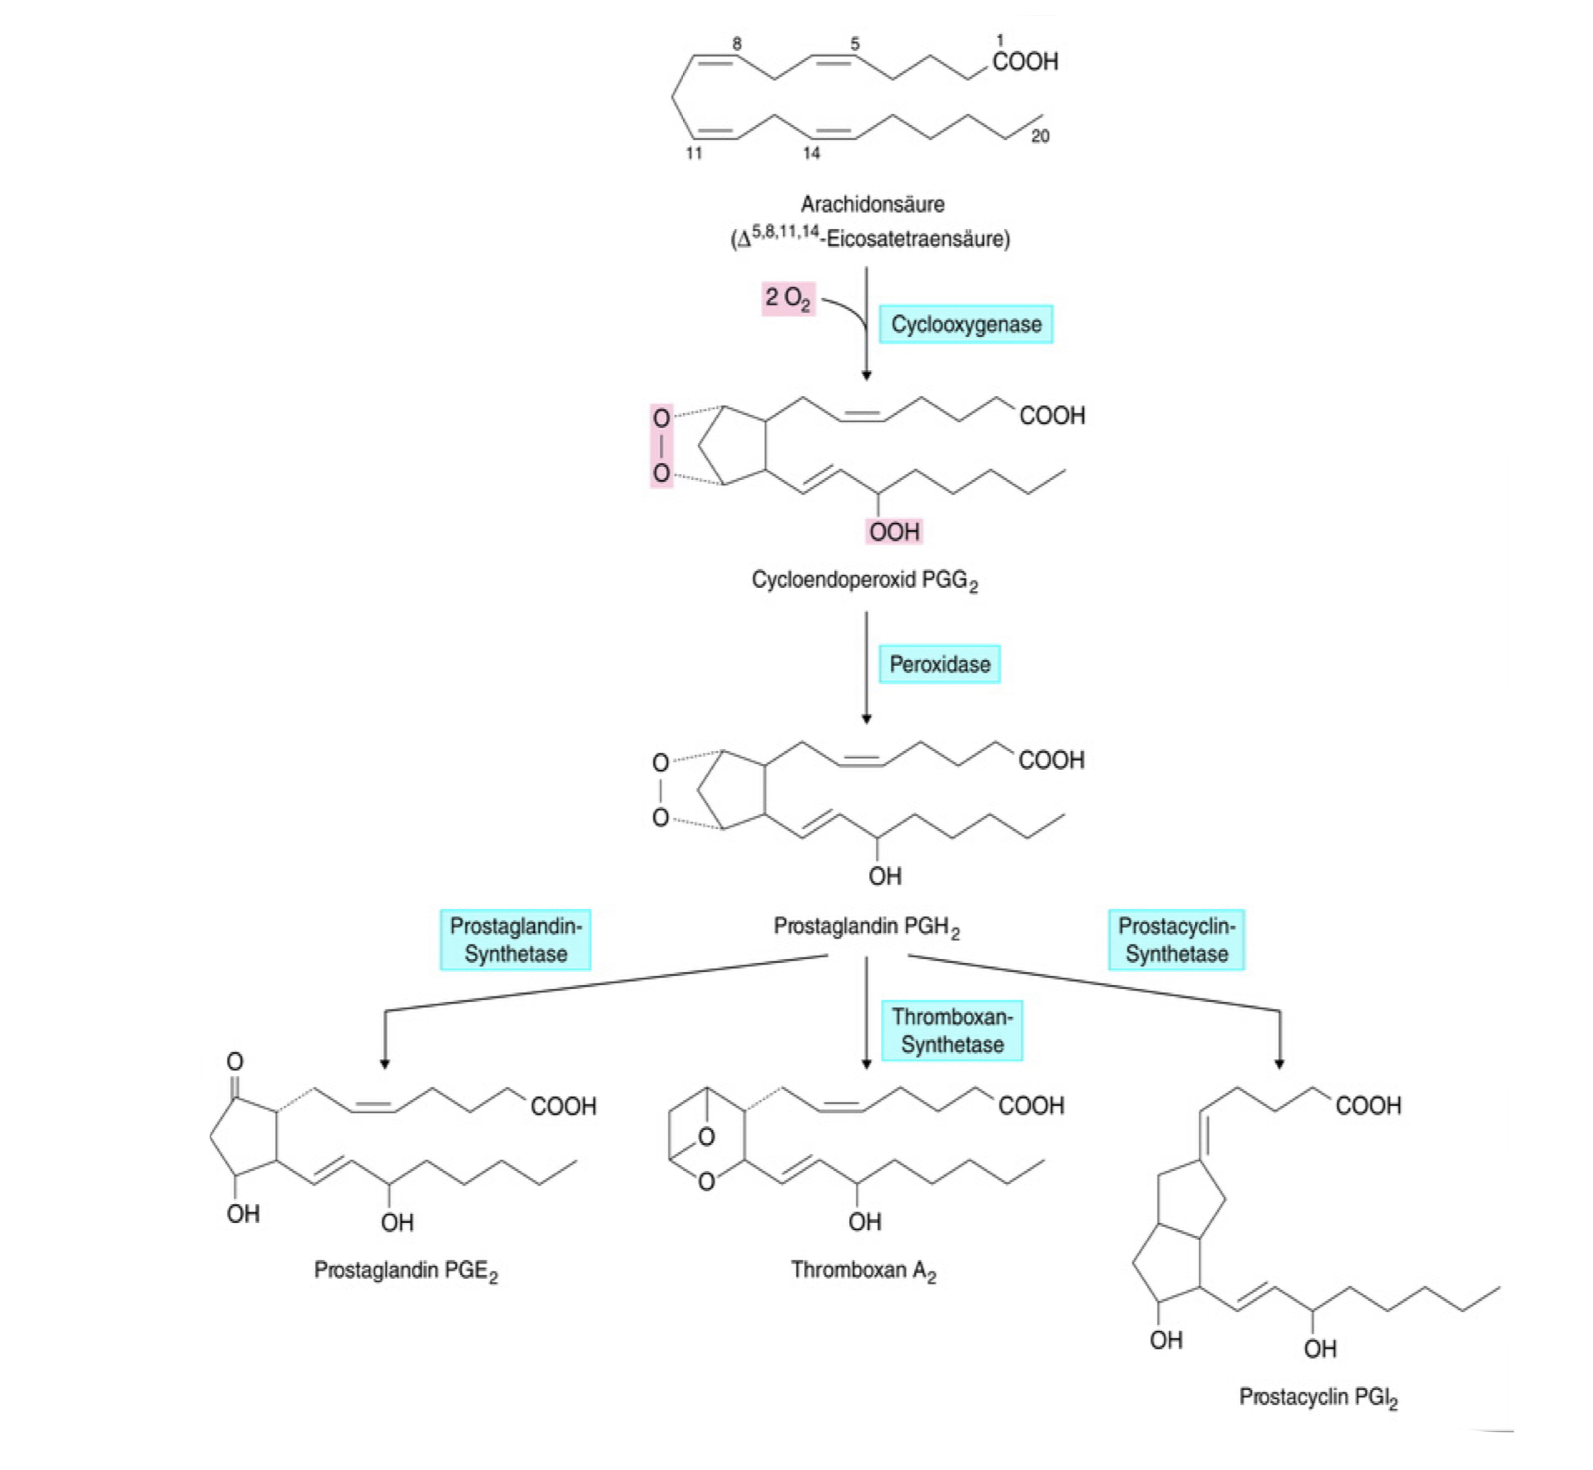 1
8
5
COOH
11
14
20
Arachidonsäure
(Δ5,8,11,14-Eicosatetraensäure)
2 O2
Cyclooxygenase
O
O
COOH
OOH
Cycloendoperoxid PGG2
Peroxidase
O
O
COOH
OH
Prostaglandin-
Synthetase
Prostaglandin PGH2
Prostacyclin-
Synthetase
Thromboxan-
Synthetase
O
COOH
OH
OH
Prostaglandin PGE2
COOH
O
O
OH
Thromboxan A2
COOH
OH
OH
Prostacyclin PGI2